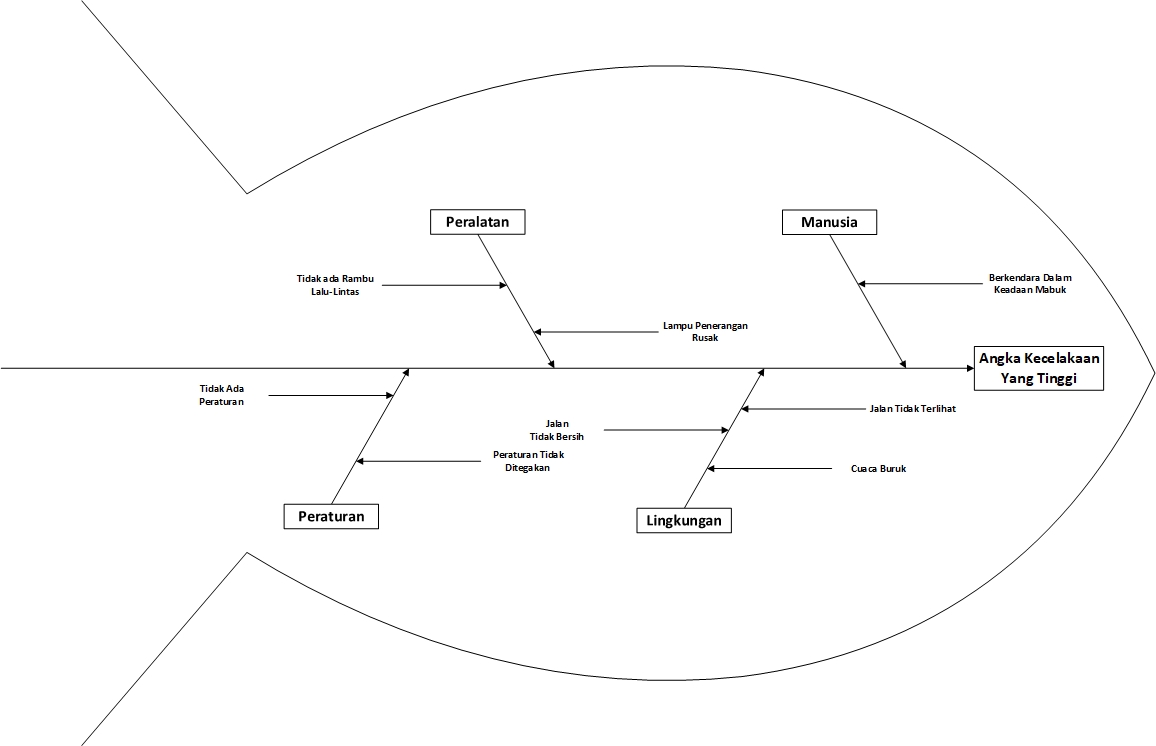 Peralatan
Manusia
Tidak ada Rambu
Lalu-Lintas
Berkendara Dalam
Keadaan Mabuk
Lampu Penerangan
Rusak
Angka Kecelakaan
Yang Tinggi
Tidak Ada
Peraturan
Jalan Tidak Terlihat
Jalan
Tidak Bersih
Peraturan Tidak
Ditegakan
Cuaca Buruk
Peraturan
Lingkungan